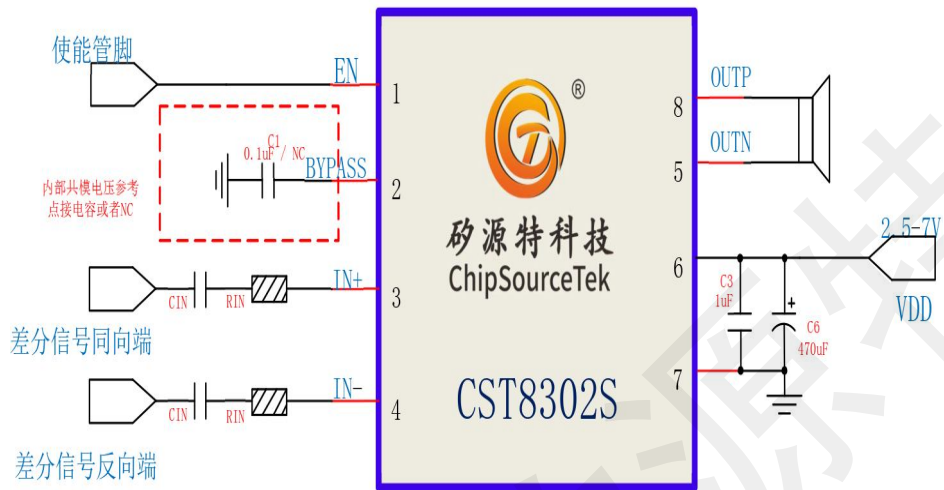 使能管脚
EN
1
C1
0.1uF / NC
BYPASS
2
内部共模电压参考
点接电容或者NC
CIN
RIN
IN+
3
差分信号同向端
CIN
RIN
IN-
4
差分信号反向端
®
矽源特科技
ChipSourceTek
CST8302S
8
OUTP
5
OUTN
6
2.5-7V
VDD
C3
1uF
C6
470uF
7
源特